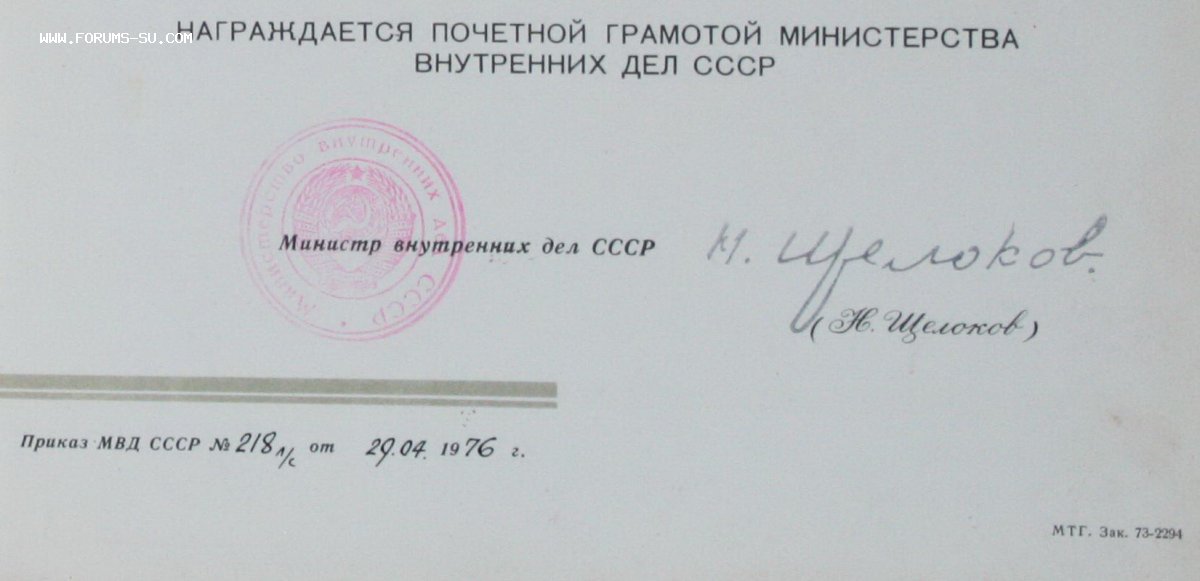 НАГРАЖДАЕТСЯ ПОЧЕТНОЙ ГРАМОТОЙ МИНИСТЕРСТВА
WWW.FORUMS-SU.COM
ВНУТРЕННИХ ДЕЛ СССР
Министерство внутренних дел СССР
Министр внутренних дел СССР
Н. Щелоков.
(Н. Щелоков)
Приказ МВД СССР № 218 л/с от 29.04. 1976 г.
МТГ. Зак. 73-2294